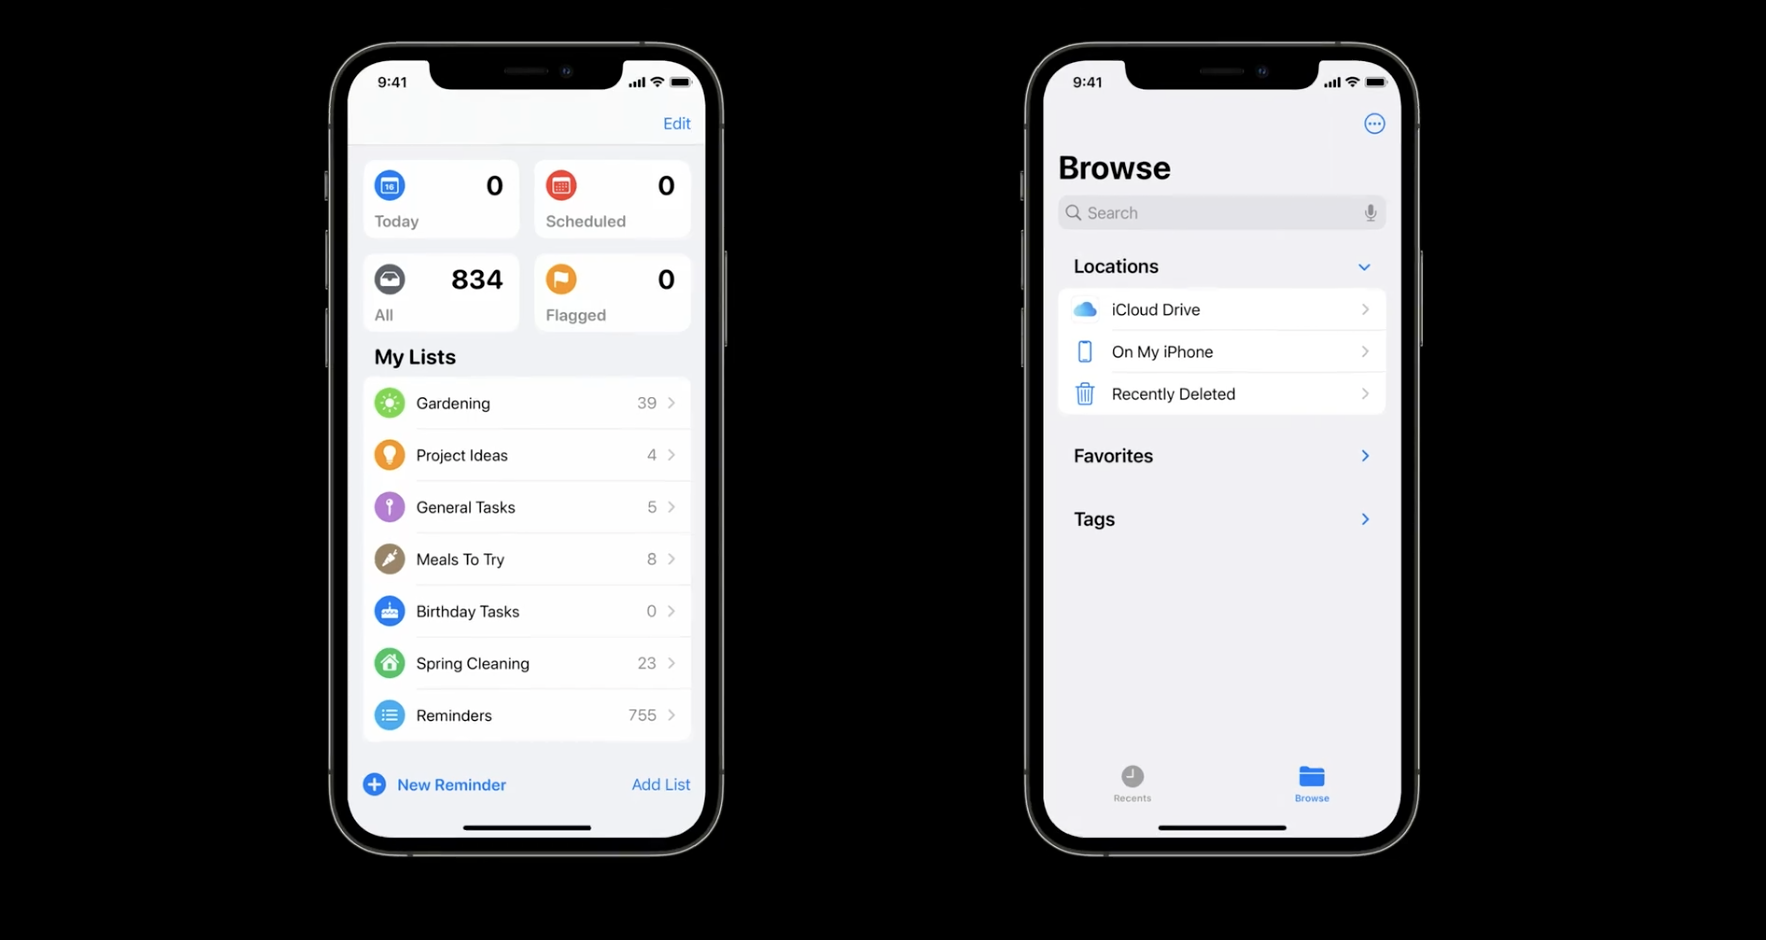 9:41
Edit
16
0
Today
0
Scheduled
834
All
0
Flagged
My Lists
Gardening 39
Project Ideas 4
General Tasks 5
Meals To Try 8
Birthday Tasks 0
Spring Cleaning 23
Reminders 755
New Reminder Add List
9:41
Browse
Search
Locations
iCloud Drive
On My iPhone
Recently Deleted
Favorites
Tags
Recents Browse